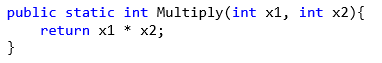 public static int Multiply(int x1, int x2){
    return x1 * x2;
}